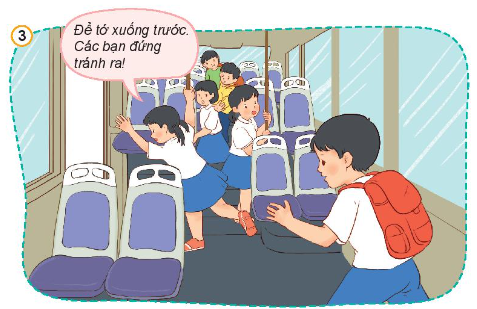 3
Để tớ xuống trước.
Các bạn đứng
tránh ra!